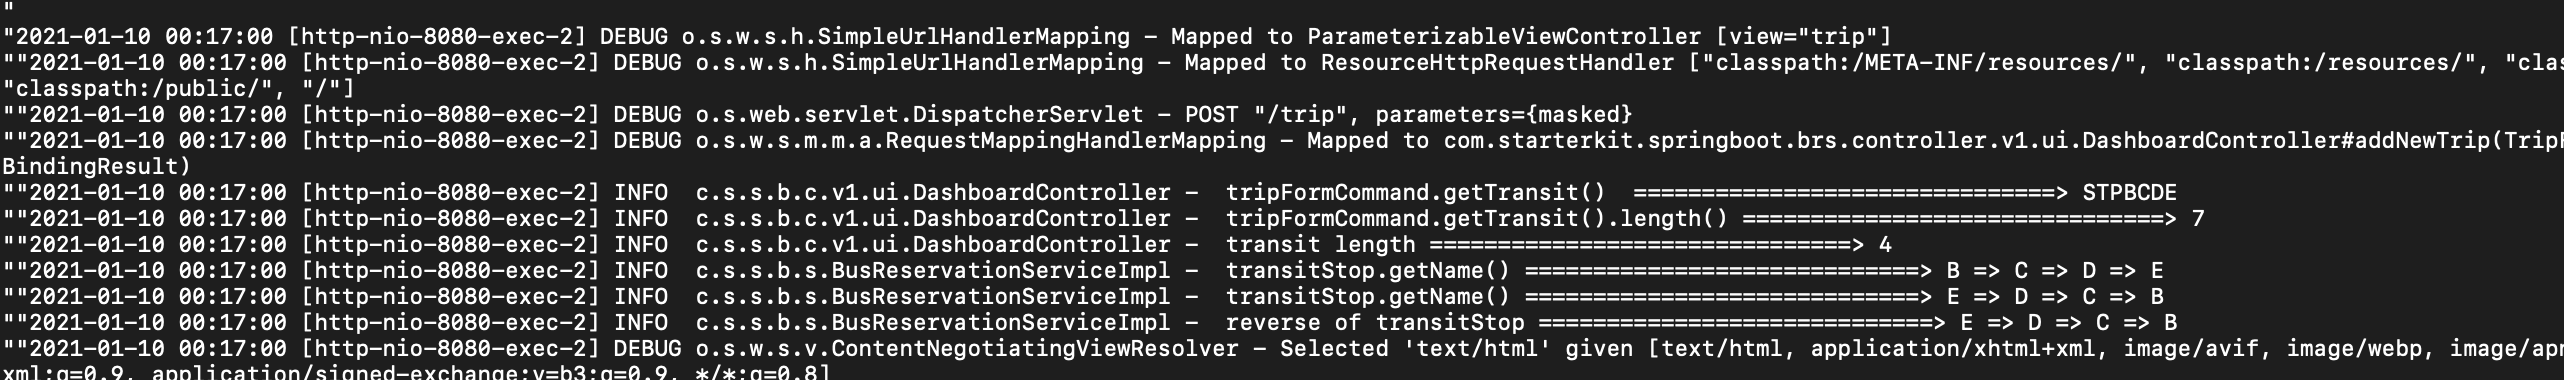 "
"2021-01-10 00:17:00 [http-nio-8080-exec-2] DEBUG o.s.w.s.h.SimpleUrlHandlerMapping – Mapped to ParameterizableViewController [view="trip"]
""2021-01-10 00:17:00 [http-nio-8080-exec-2] DEBUG o.s.w.s.h.SimpleUrlHandlerMapping – Mapped to ResourceHttpRequestHandler ["classpath:/META-INF/resources/", "classpath:/resources/", "clas
"classpath:/public/", "/"]
""2021-01-10 00:17:00 [http-nio-8080-exec-2] DEBUG o.s.web.servlet.DispatcherServlet – POST "/trip", parameters={masked}
""2021-01-10 00:17:00 [http-nio-8080-exec-2] DEBUG o.s.w.s.m.m.a.RequestMappingHandlerMapping – Mapped to com.starterkit.springboot.brs.controller.v1.ui.DashboardController#addNewTrip(TripF
BindingResult)
""2021-01-10 00:17:00 [http-nio-8080-exec-2] INFO  c.s.s.b.c.v1.ui.DashboardController –  tripFormCommand.getTransit()  ===============================> STPBCDE
""2021-01-10 00:17:00 [http-nio-8080-exec-2] INFO  c.s.s.b.c.v1.ui.DashboardController –  tripFormCommand.getTransit().length() ===============================> 7
""2021-01-10 00:17:00 [http-nio-8080-exec-2] INFO  c.s.s.b.c.v1.ui.DashboardController –  transit length ===============================> 4
""2021-01-10 00:17:00 [http-nio-8080-exec-2] INFO  c.s.s.b.s.BusReservationServiceImpl –  transitStop.getName() =============================> B => C => D => E
""2021-01-10 00:17:00 [http-nio-8080-exec-2] INFO  c.s.s.b.s.BusReservationServiceImpl –  transitStop.getName() =============================> E => D => C => B
""2021-01-10 00:17:00 [http-nio-8080-exec-2] INFO  c.s.s.b.s.BusReservationServiceImpl –  reverse of transitStop =============================> E => D => C => B
""2021-01-10 00:17:00 [http-nio-8080-exec-2] DEBUG o.s.w.s.v.ContentNegotiatingViewResolver – Selected 'text/html' given [text/html, application/xhtml+xml, image/avif, image/webp, image/apn
xml;q=0.9, application/signed-exchange;v=b3;q=0.9, */*;q=0.8]